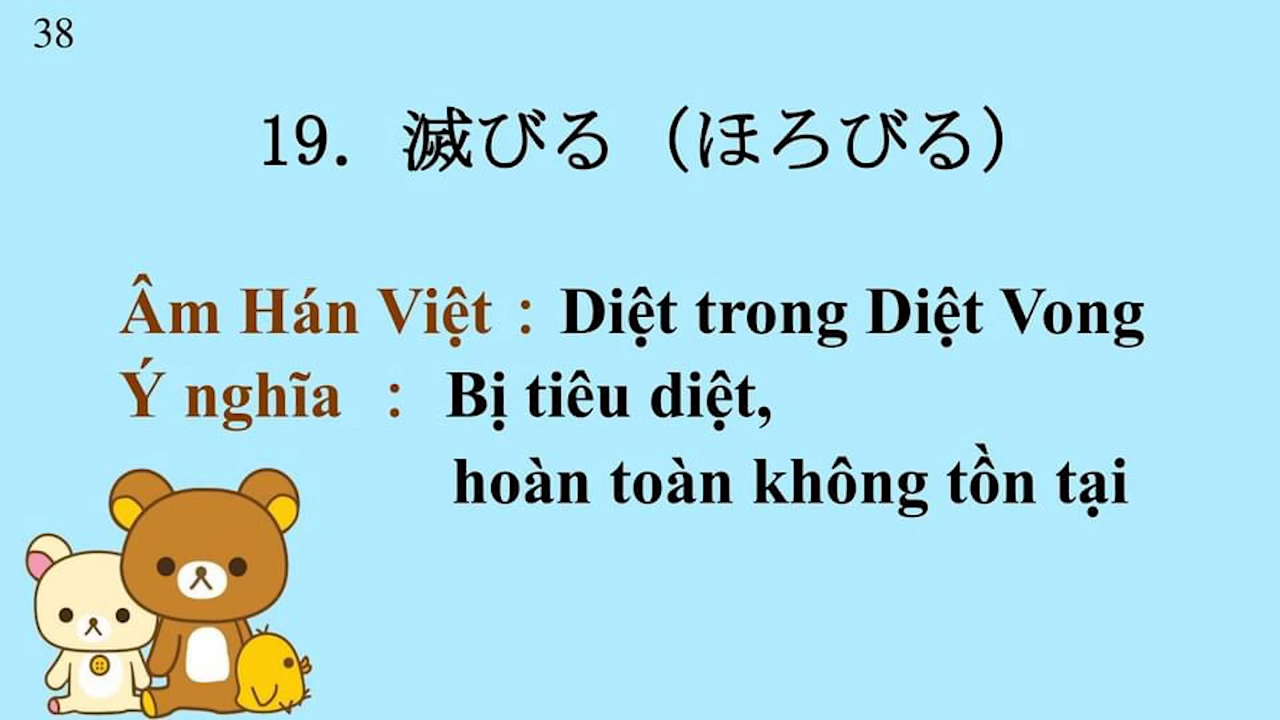 38
19. 滅びる（ほろびる）
Âm Hán Việt : Diệt trong Diệt Vong
Ý nghĩa : Bị tiêu diệt,
hoàn toàn không tồn tại